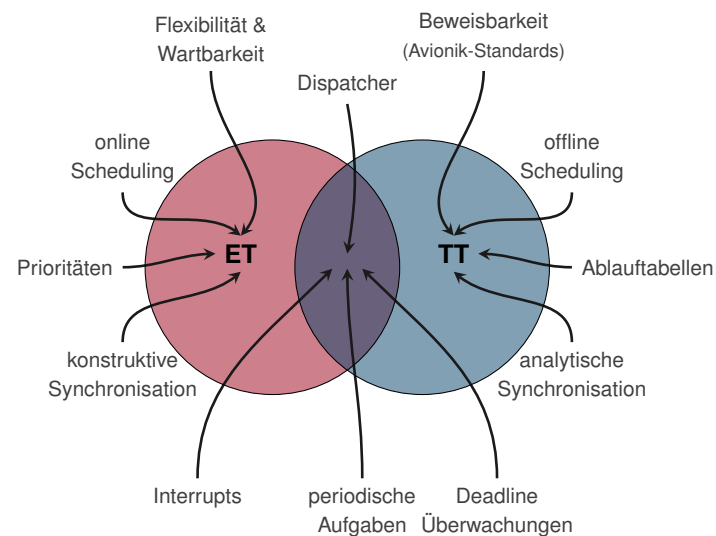 Flexibilität &
Wartbarkeit
Beweisbarkeit
(Avionik-Standards)
Dispatcher
online
Scheduling
offline
Scheduling
ET
TT
Prioritäten
Ablauftabellen
konstruktive
Synchronisation
analytische
Synchronisation
Interrupts
periodische
Aufgaben
Deadline
Überwachungen